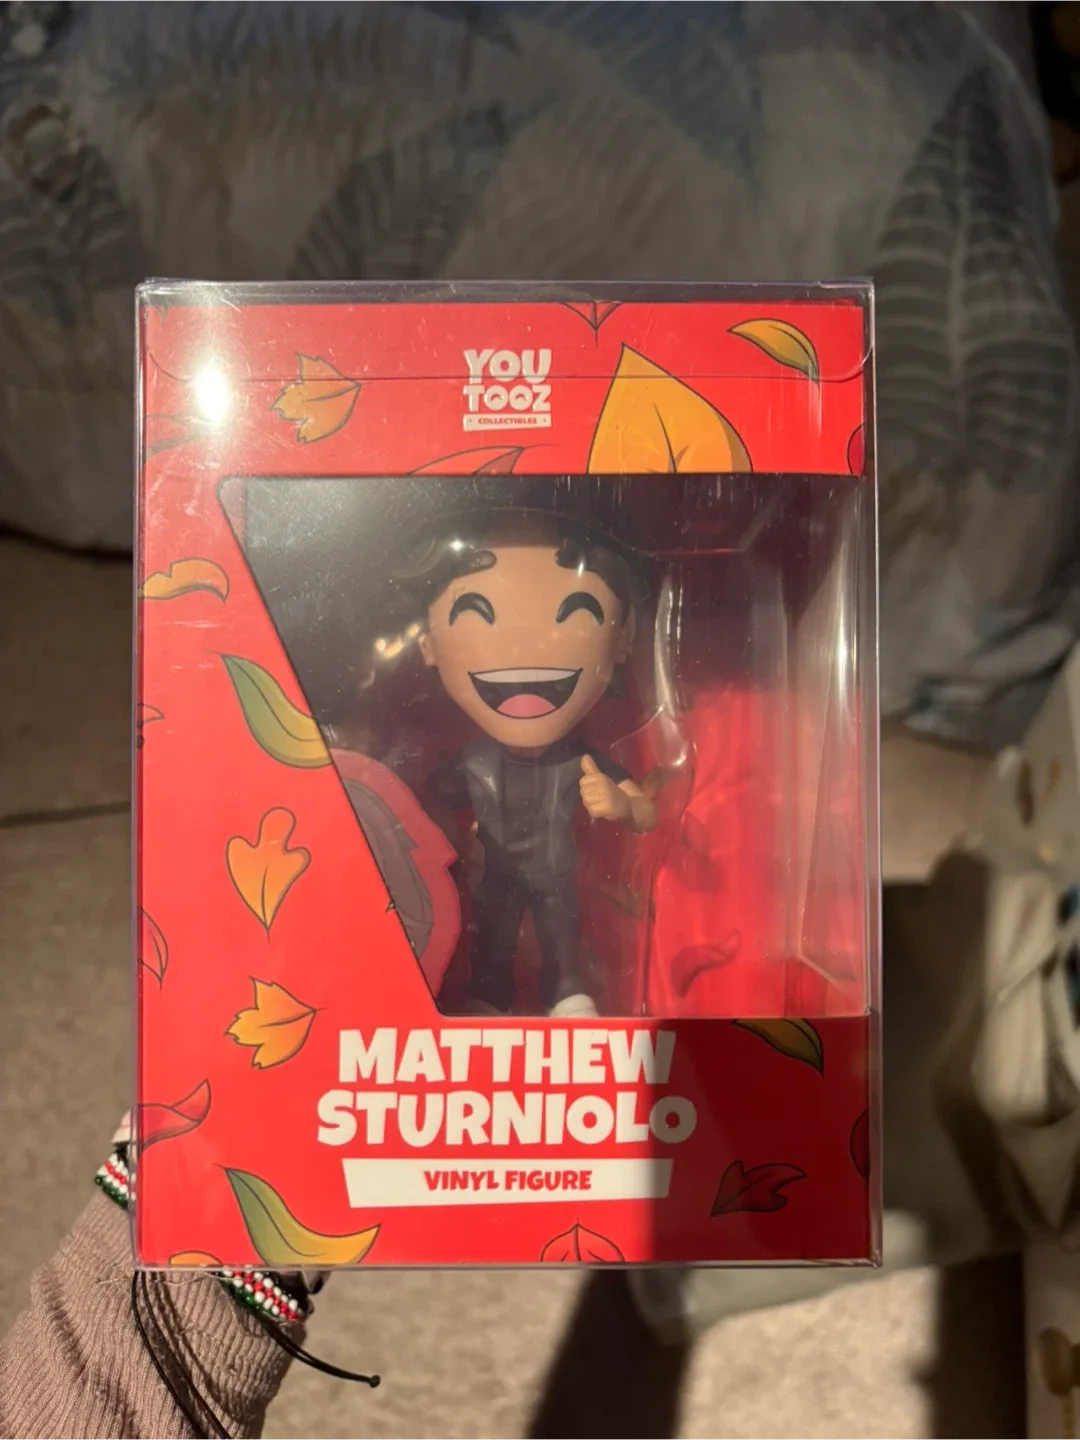 YOU
TOOZ
COLLECTIBLES
MATTHEW
STURNIOLO
VINYL FIGURE